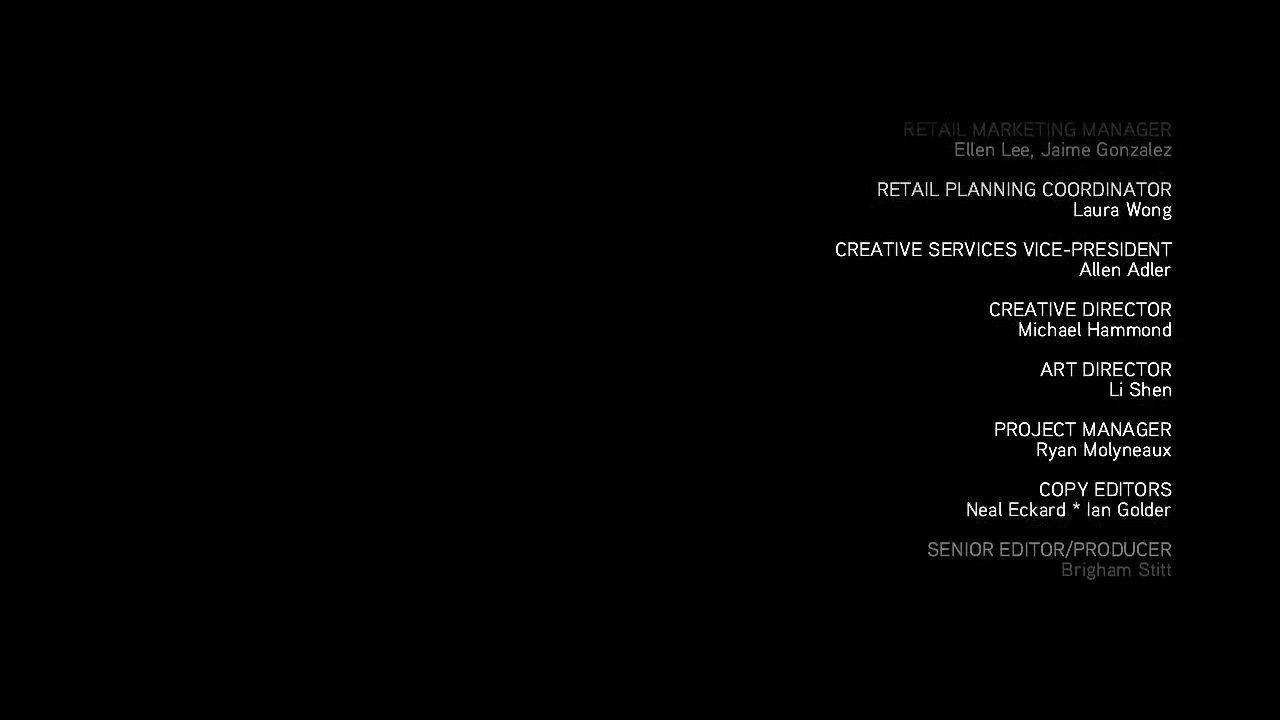 RETAIL MARKETING MANAGER
Ellen Lee, Jaime Gonzalez
RETAIL PLANNING COORDINATOR
Laura Wong
CREATIVE SERVICES VICE-PRESIDENT
Allen Adler
CREATIVE DIRECTOR
Michael Hammond
ART DIRECTOR
Li Shen
PROJECT MANAGER
Ryan Molyneaux
COPY EDITORS
Neal Eckard * Ian Golder
SENIOR EDITOR/PRODUCER
Brigham Stitt